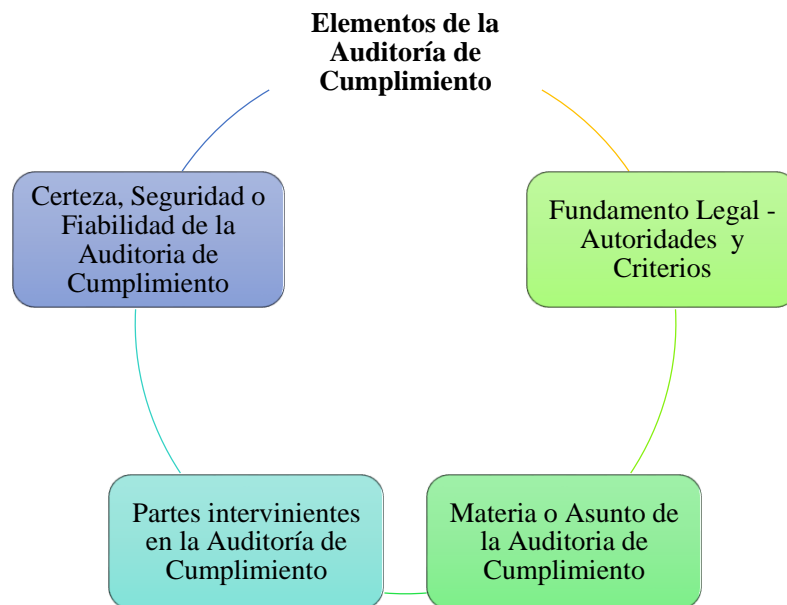 Elementos de la
Auditoría de
Cumplimiento
Fundamento Legal -
Autoridades y
Criterios
Materia o Asunto de
la Auditoria de
Cumplimiento
Partes intervinientes
en la Auditoría de
Cumplimiento
Certeza, Seguridad o
Fiabilidad de la
Auditoria de
Cumplimiento